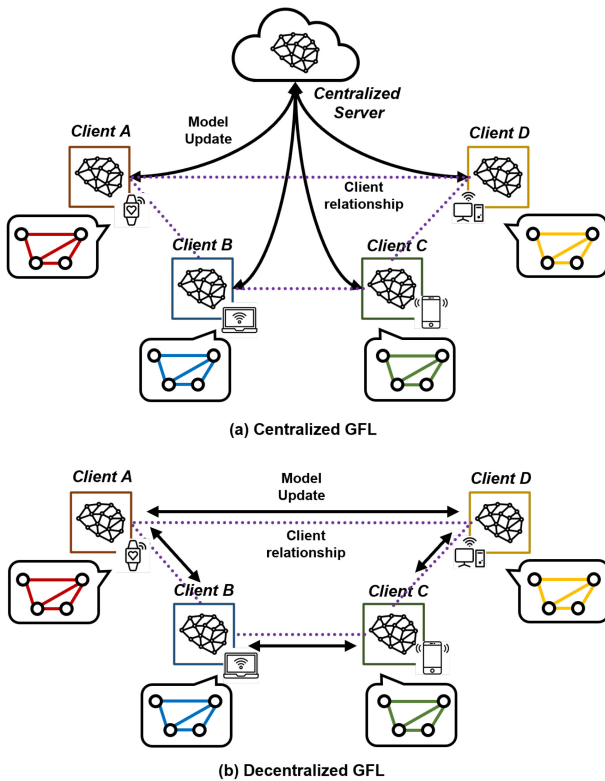 Centralized
Server
Client A
Model
Update
Client D
Client
relationship
Client B
Client C
(a) Centralized GFL
Client A
Model
Update
Client D
Client
relationship
Client B
Client C
(b) Decentralized GFL